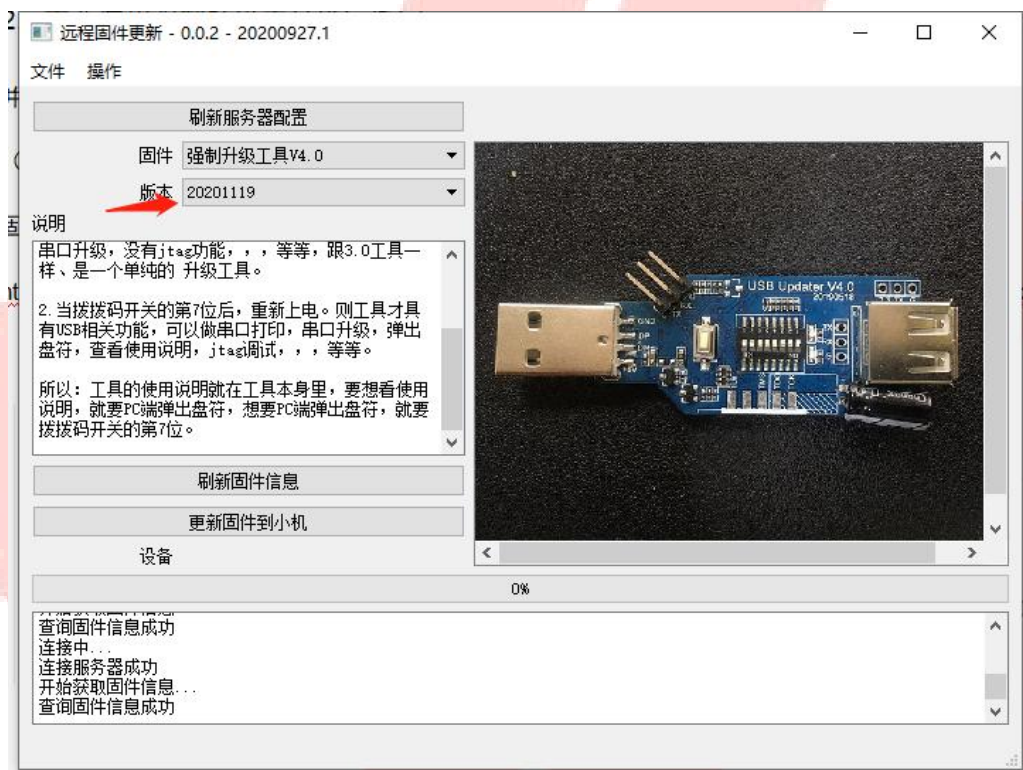 远程固件更新 - 0.0.2 - 20200927.1
文件 操作
刷新服务器配置
固件 强制升级工具V4.0
版本 20201119
说明
串口升级，没有jtag功能，，，等等，跟3.0工具一
样、是一个单纯的 升级工具。
2.当拨拨码开关的第7位后，重新上电。则工具才具
有USB相关功能，可以做串口打印，串口升级，弹出
盘符，查看使用说明，jtag调试，，，等等。
所以：工具的使用说明就在工具本身里，要想看使用
说明，就要PC端弹出盘符，想要PC端弹出盘符，就要
拨拨码开关的第7位。
刷新固件信息
更新固件到小机
设备
USB Updater V4.0
20190518
GND
DP
0%
查询固件信息成功
连接中...
连接服务器成功
开始获取固件信息...
查询固件信息成功